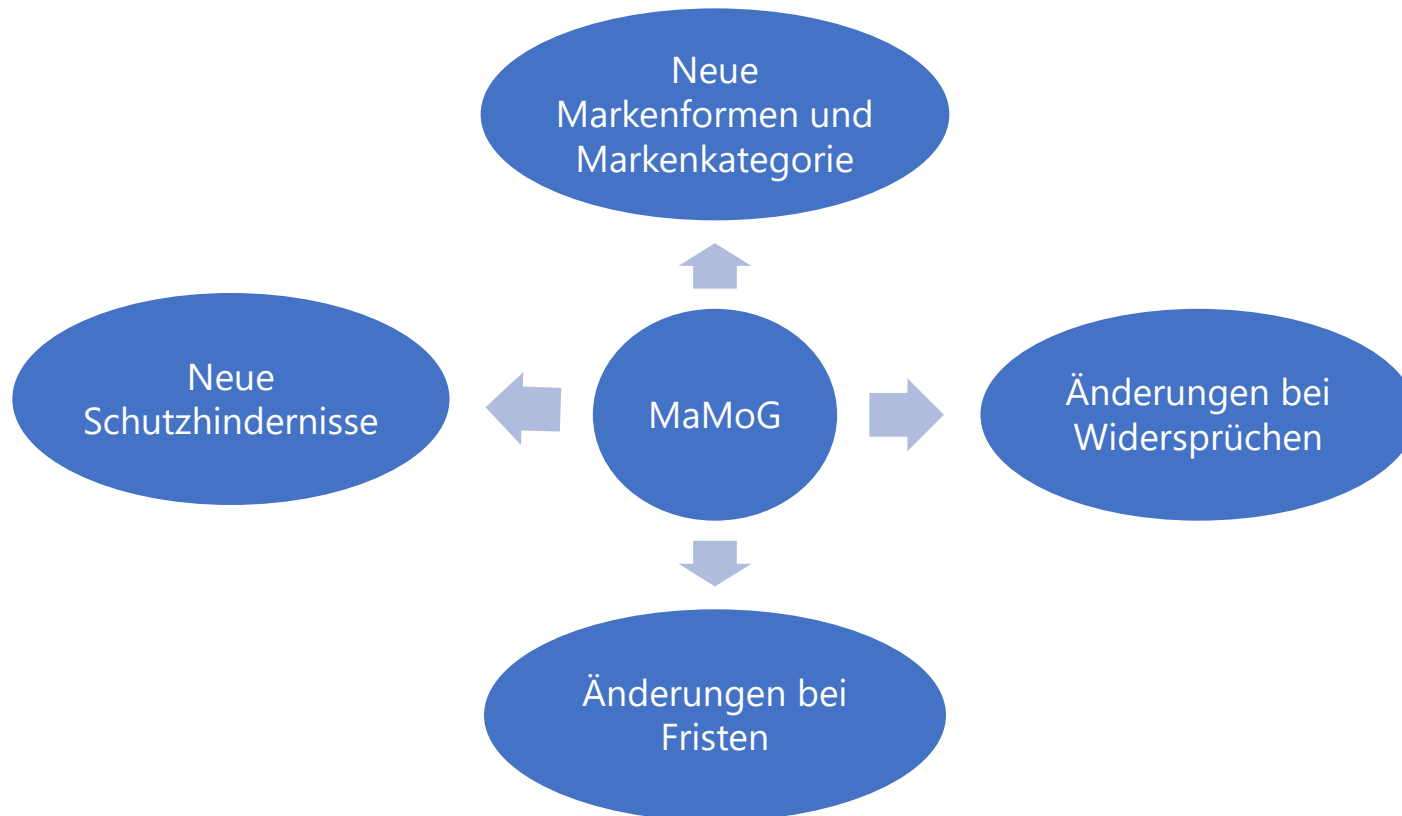 Neue
Markenformen und
Markenkategorie
Neue
Schutzhindernisse
MaMoG
Änderungen bei
Widersprüchen
Änderungen bei
Fristen